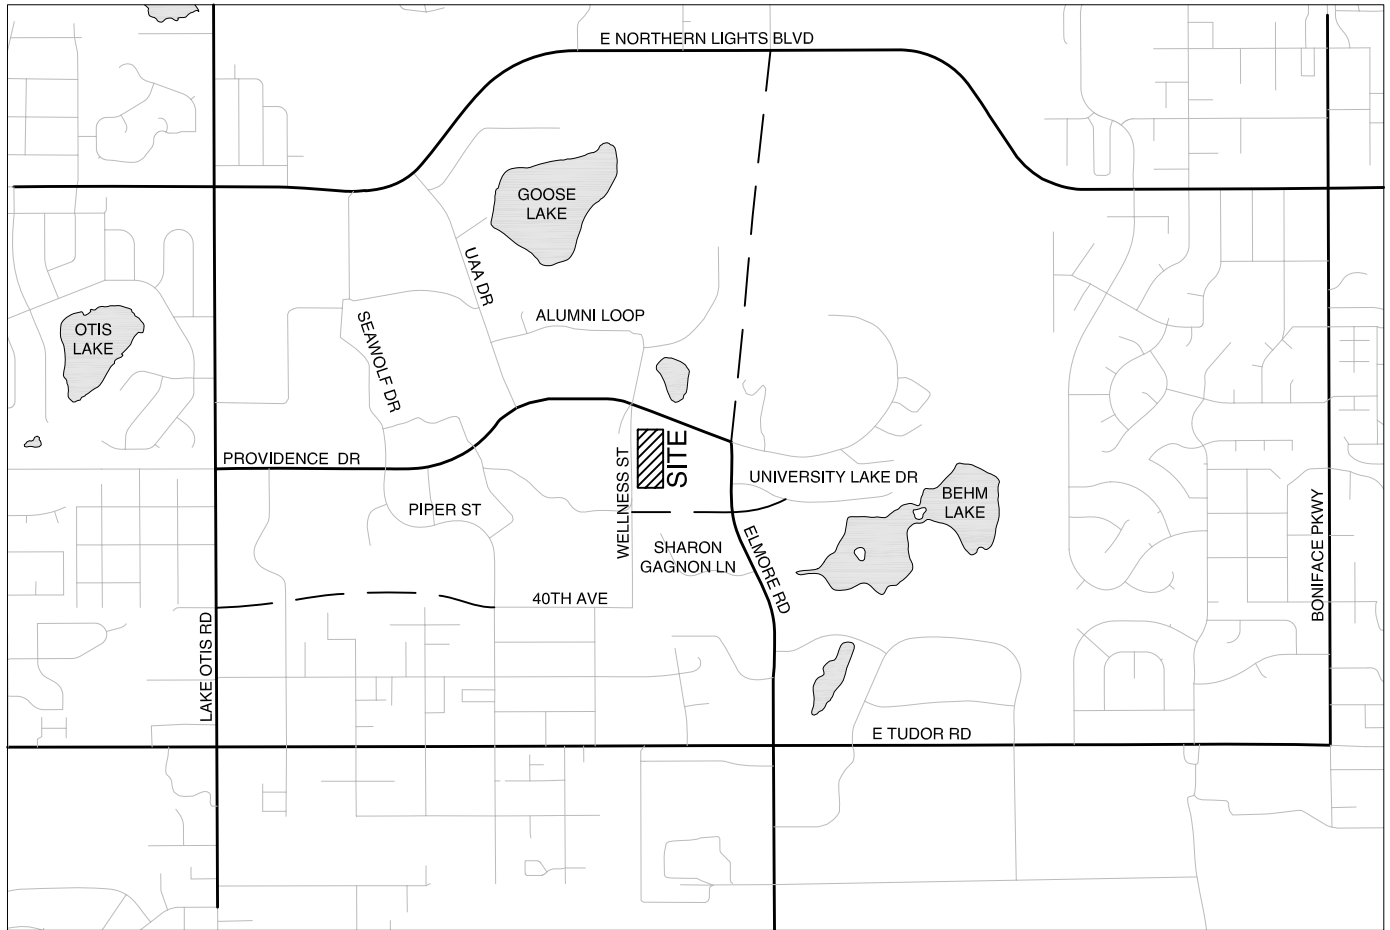 E NORTHERN LIGHTS BLVD
GOOSE
LAKE
UAA DR
ALUMNI LOOP
OTIS
LAKE
SEAWOLF DR
PROVIDENCE DR
SITE
WELLNESS ST
UNIVERSITY LAKE DR
BEHM
LAKE
PIPER ST
SHARON
GAGNON LN
ELMORE RD
BONIFACE PKWY
40TH AVE
LAKE OTIS RD
E TUDOR RD